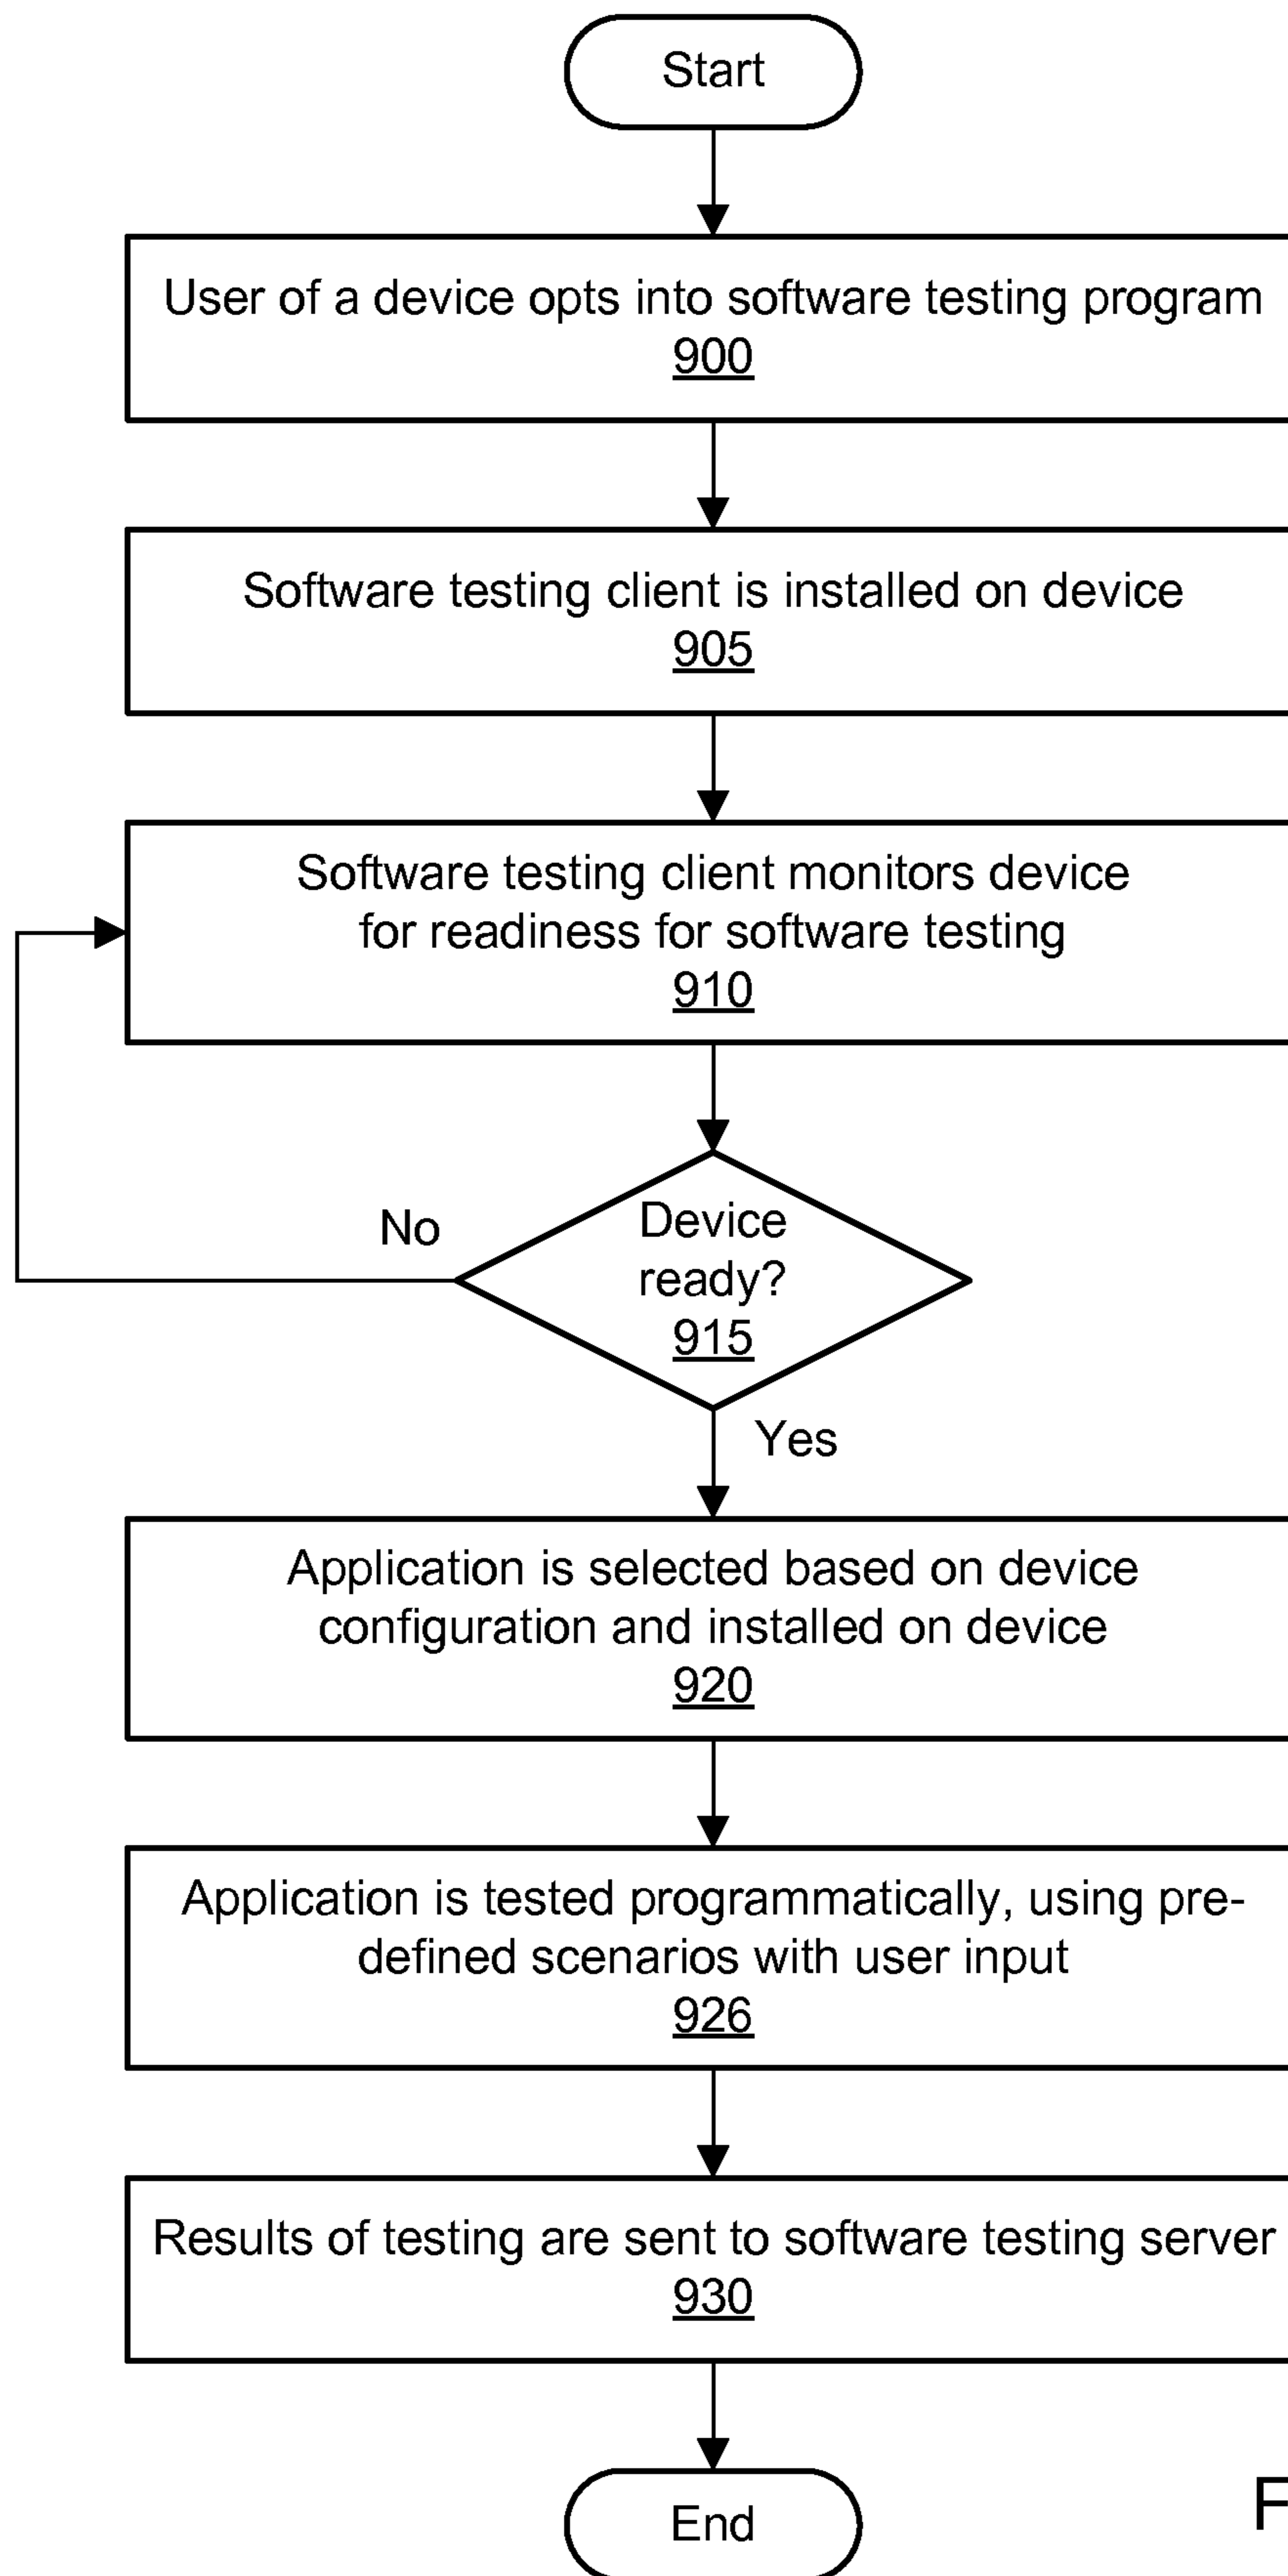 Start
User of a device opts into software testing program
900
Software testing client is installed on device
905
Software testing client monitors device
for readiness for software testing
910
Device
ready?
915
No
Yes
Application is selected based on device
configuration and installed on device
920
Application is tested programmatically, using pre-
defined scenarios with user input
926
Results of testing are sent to software testing server
930
End
F